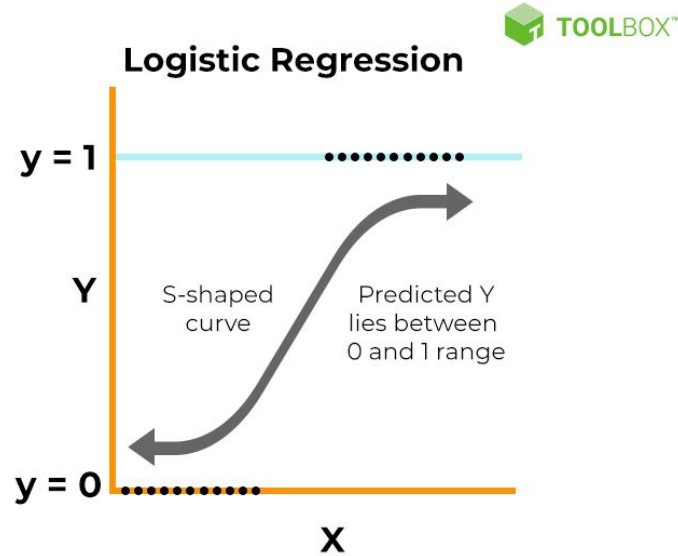 TOOLBOX™
Logistic Regression
y = 1
Y
S-shaped
curve
Predicted Y
lies between
0 and 1 range
y = 0
X